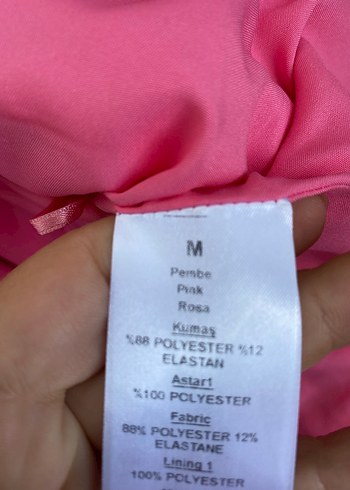 M
Pembe
Pink
Rosa
Kumaş
%88 POLYESTER %12
ELASTAN
Astar1
%100 POLYESTER
Fabric
88% POLYESTER 12%
ELASTANE
Lining 1
100% POLYESTER